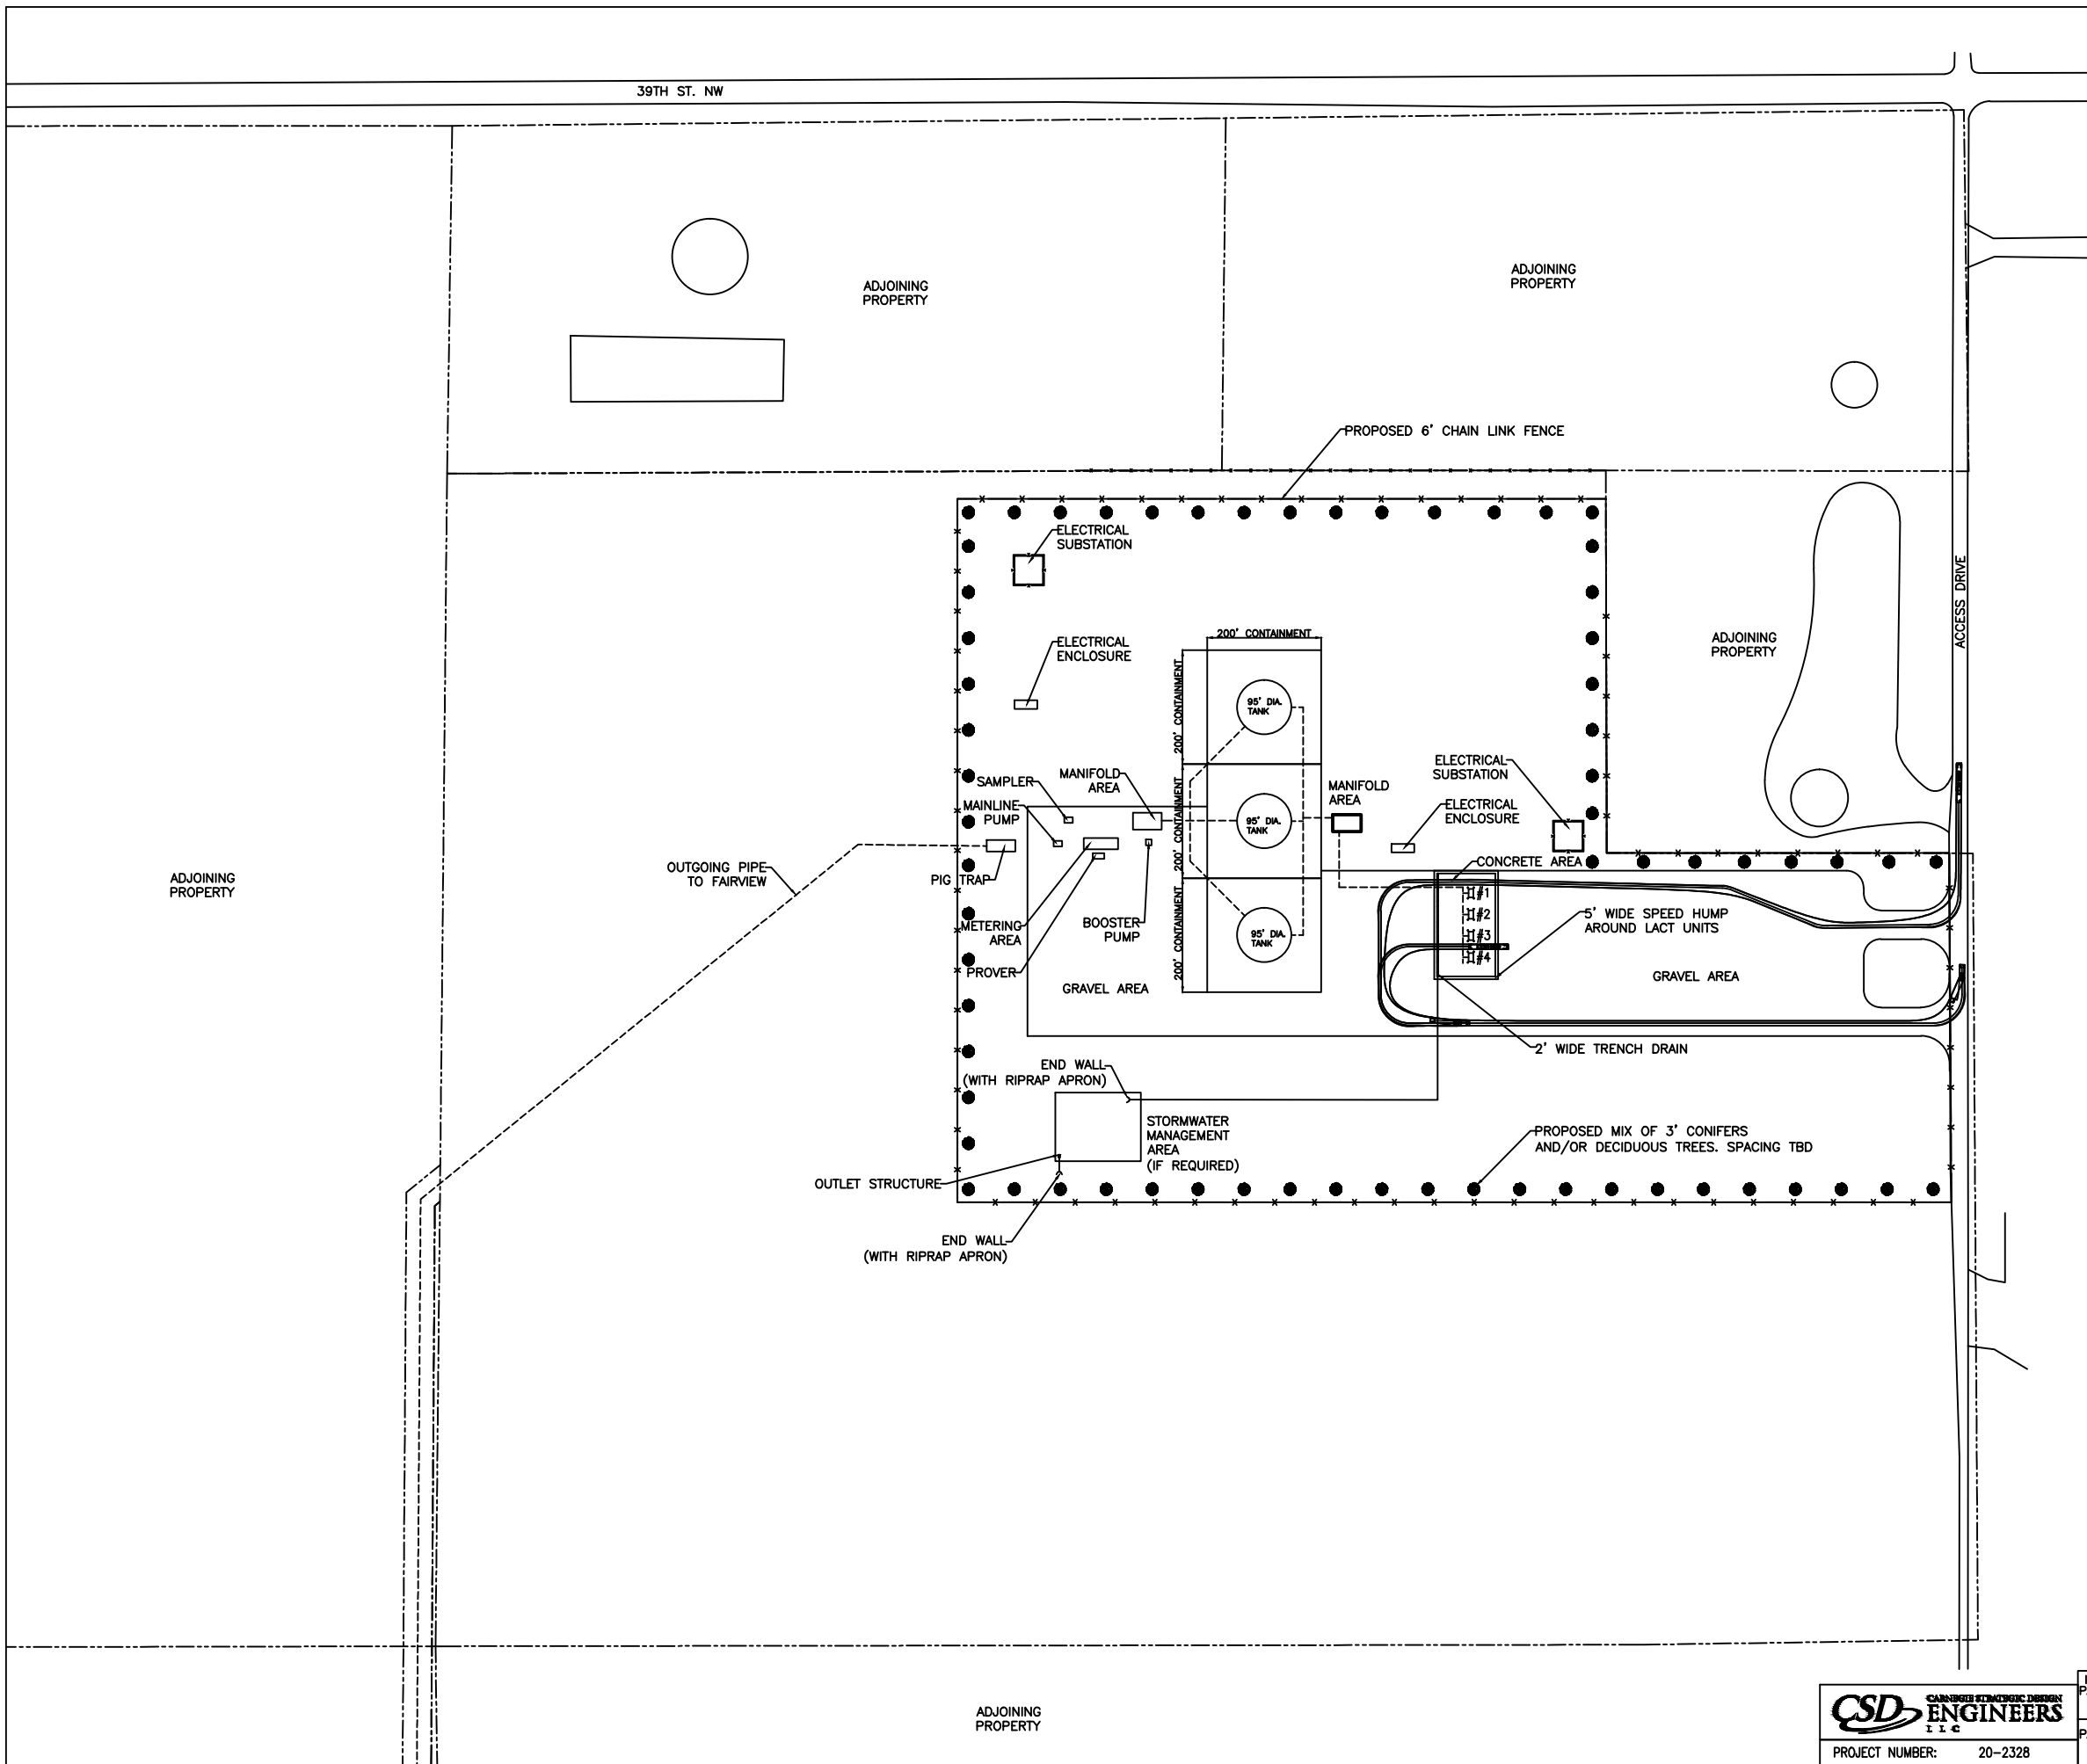 39TH ST. NW
ADJOINING
PROPERTY
ADJOINING
PROPERTY
PROPOSED 6' CHAIN LINK FENCE
ELECTRICAL
SUBSTATION
ACCESS DRIVE
200' CONTAINMENT
ELECTRICAL
ENCLOSURE
ADJOINING
PROPERTY
200' CONTAINMENT
95' DIA.
TANK
ELECTRICAL
SUBSTATION
SAMPLER
MANIFOLD
AREA
MANIFOLD
AREA
MAINLINE
PUMP
200' CONTAINMENT
95' DIA.
TANK
ELECTRICAL
ENCLOSURE
OUTGOING PIPE
TO FAIRVIEW
PIG TRAP
CONCRETE AREA
ADJOINING
PROPERTY
#1
#2
#3
#4
METERING
AREA
BOOSTER
PUMP
200' CONTAINMENT
95' DIA.
TANK
5' WIDE SPEED HUMP
AROUND LACT UNITS
PROVER
GRAVEL AREA
GRAVEL AREA
2' WIDE TRENCH DRAIN
END WALL
(WITH RIPRAP APRON)
STORMWATER
MANAGEMENT
AREA
(IF REQUIRED)
PROPOSED MIX OF 3' CONIFERS
AND/OR DECIDUOUS TREES. SPACING TBD
OUTLET STRUCTURE
END WALL
(WITH RIPRAP APRON)
ADJOINING
PROPERTY
CSD
CARNEGIE STRATEGIC DESIGN
ENGINEERS
LLC
PROJECT NUMBER: 20-2328